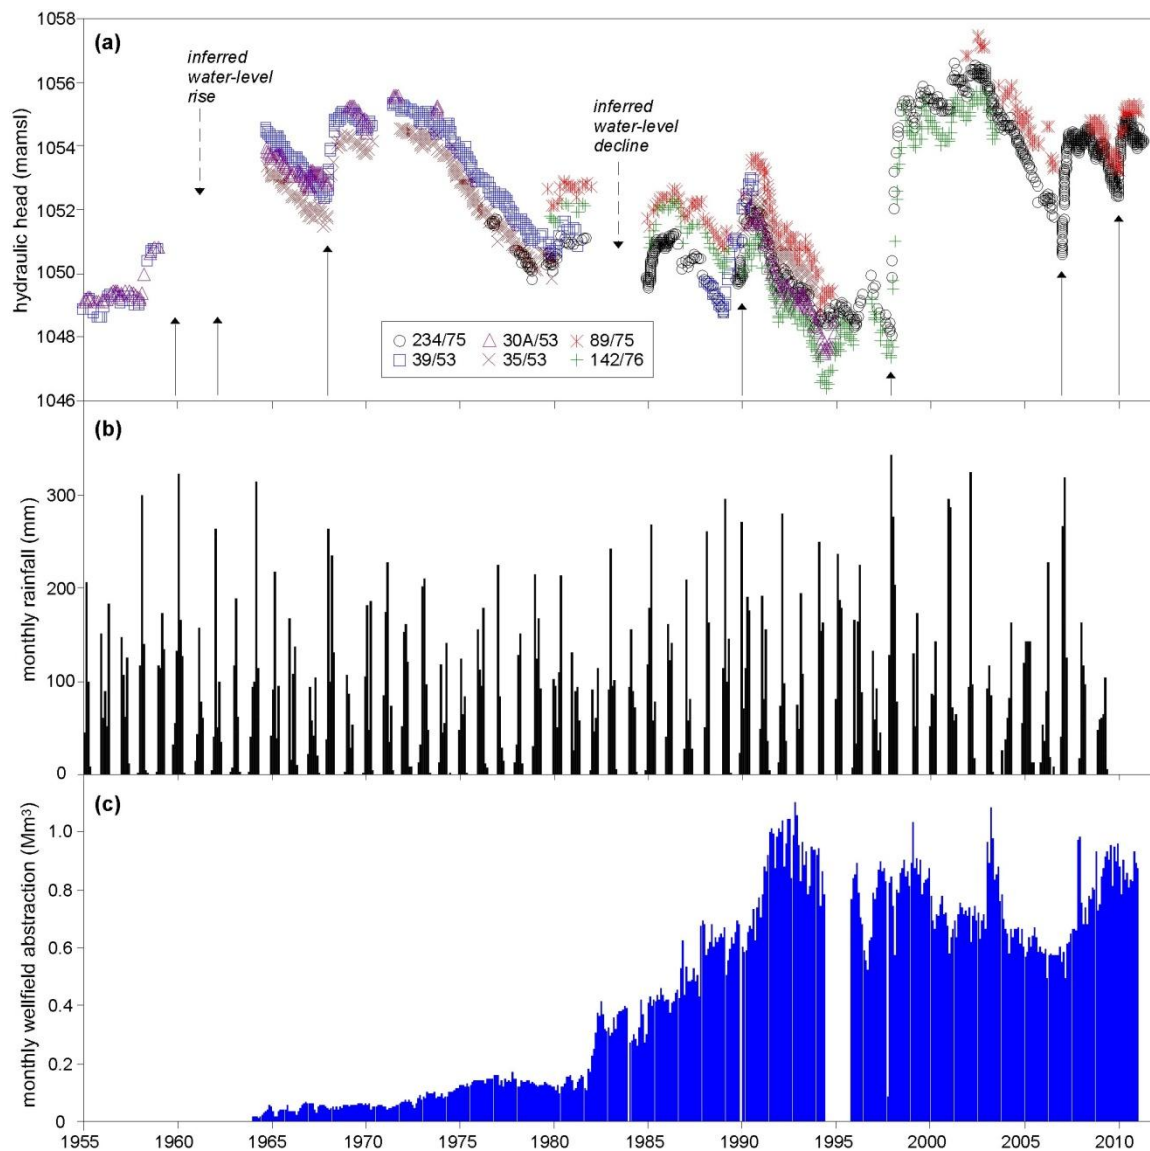 (a)
1058
1056
1054
1052
1050
1048
1046
hydraulic head (mamsl)
inferred
water-level
rise
inferred
water-level
decline
234/75 30A/53 89/75
39/53 35/53 142/76
(b)
300
200
100
0
monthly rainfall (mm)
(c)
1.0
0.8
0.6
0.4
0.2
0
monthly wellfield abstraction (Mm³)
1955 1960 1965 1970 1975 1980 1985 1990 1995 2000 2005 2010